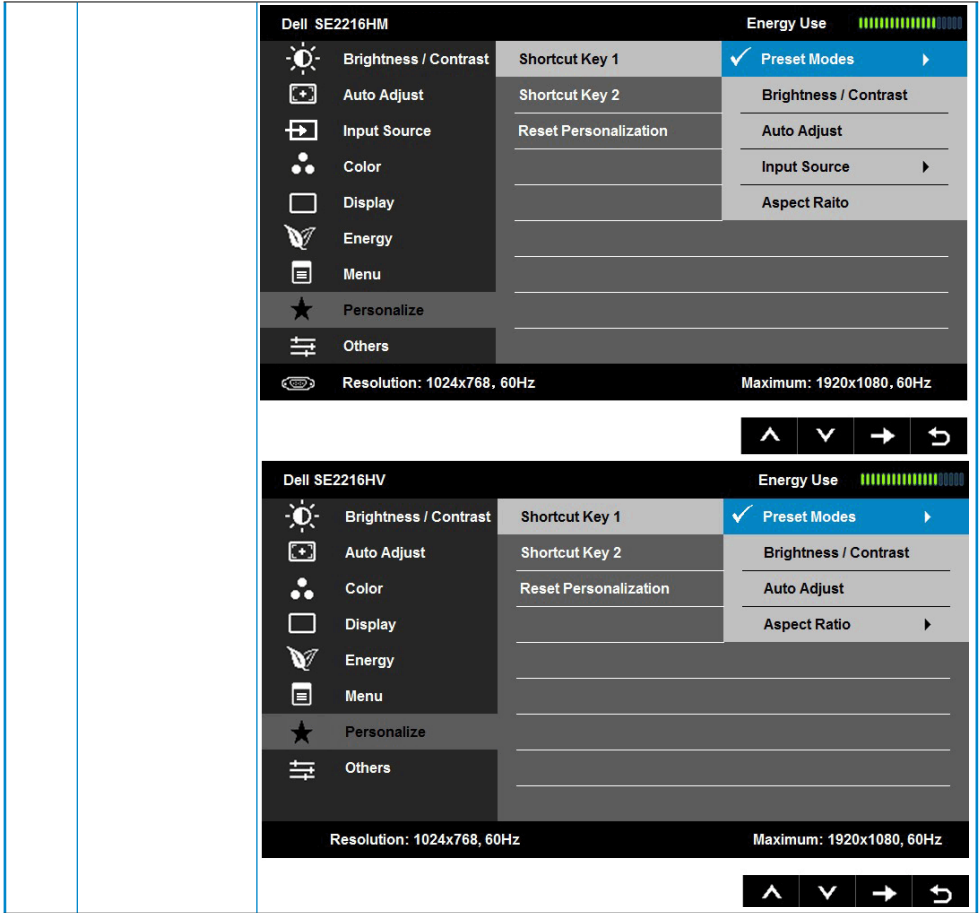 Dell SE2216HM Energy Use
Brightness / Contrast Shortcut Key 1 Preset Modes
Auto Adjust Shortcut Key 2 Brightness / Contrast
Input Source Reset Personalization Auto Adjust
Color Input Source
Display Aspect Raito
Energy
Menu
Personalize
Others
Resolution: 1024x768, 60Hz Maximum: 1920x1080, 60Hz
Dell SE2216HV Energy Use
Brightness / Contrast Shortcut Key 1 Preset Modes
Auto Adjust Shortcut Key 2 Brightness / Contrast
Color Reset Personalization Auto Adjust
Display Aspect Ratio
Energy
Menu
Personalize
Others
Resolution: 1024x768, 60Hz Maximum: 1920x1080, 60Hz